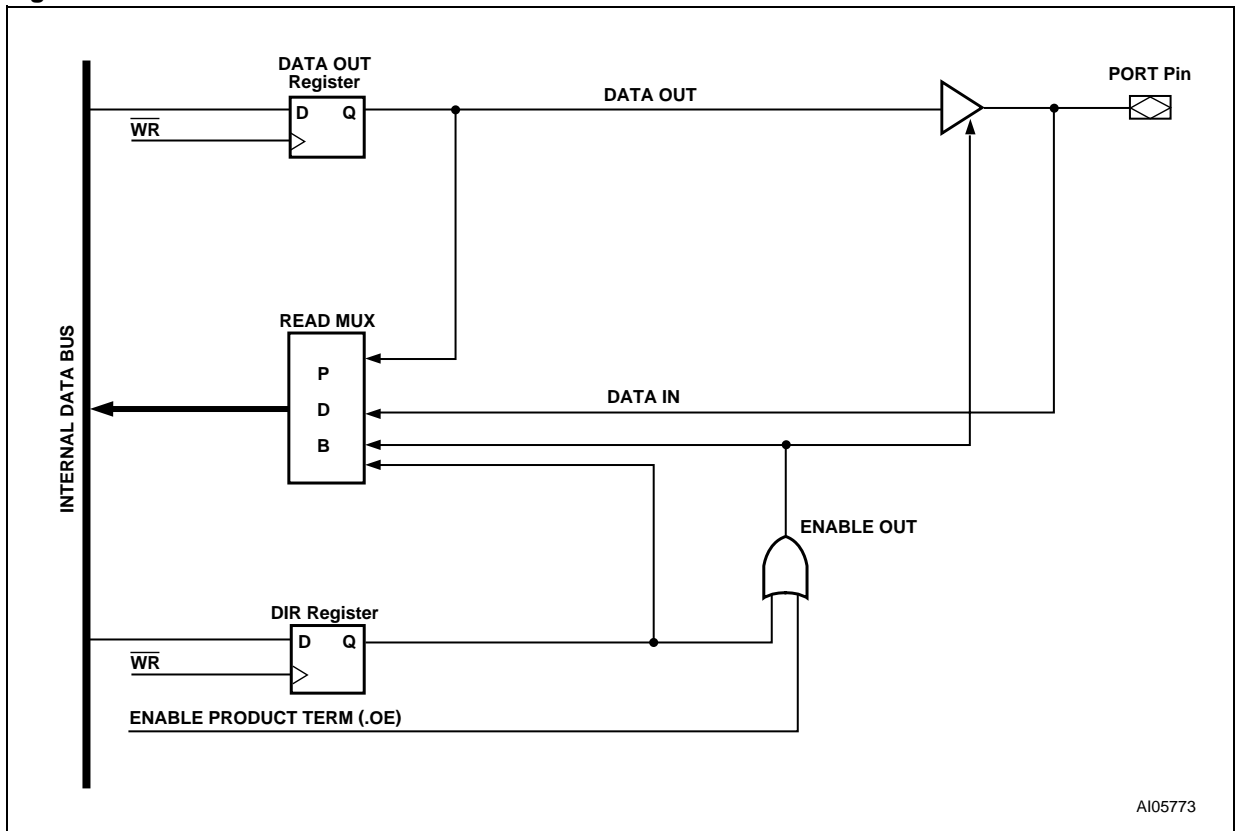 DATA OUT
Register
PORT Pin
DATA OUT
D Q
WR
READ MUX
P
D
B
DATA IN
INTERNAL DATA BUS
ENABLE OUT
DIR Register
D Q
WR
ENABLE PRODUCT TERM (.OE)
AI05773